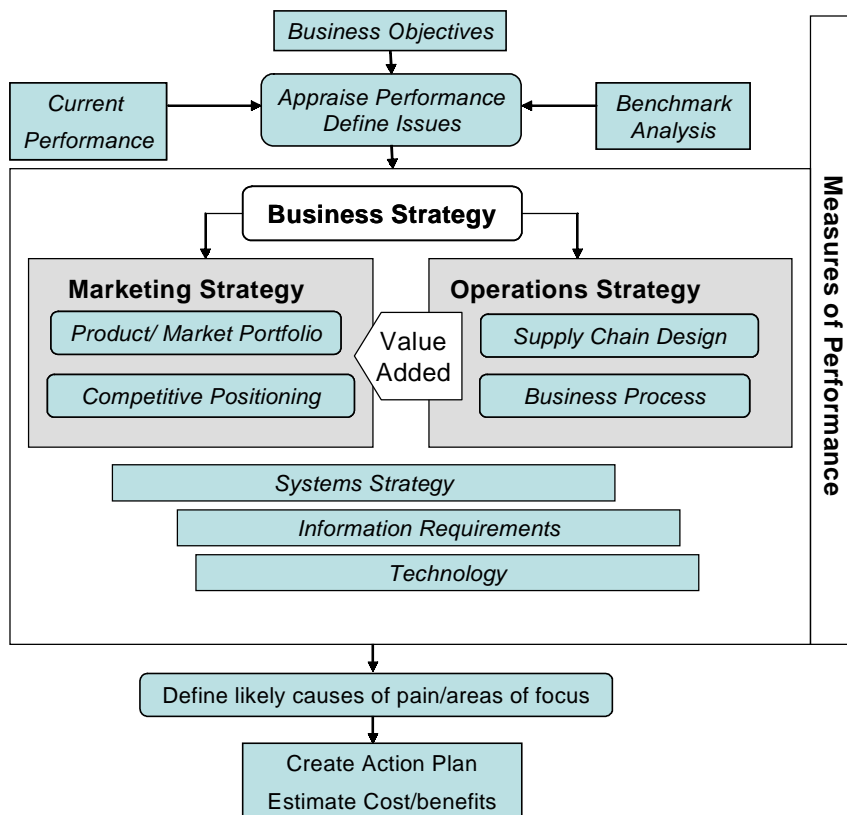 Business Objectives
Current
Performance
Appraise Performance
Define Issues
Benchmark
Analysis
Business Strategy
Marketing Strategy
Product/ Market Portfolio
Competitive Positioning
Value
Added
Operations Strategy
Supply Chain Design
Business Process
Systems Strategy
Information Requirements
Technology
Measures of Performance
Define likely causes of pain/areas of focus
Create Action Plan
Estimate Cost/benefits